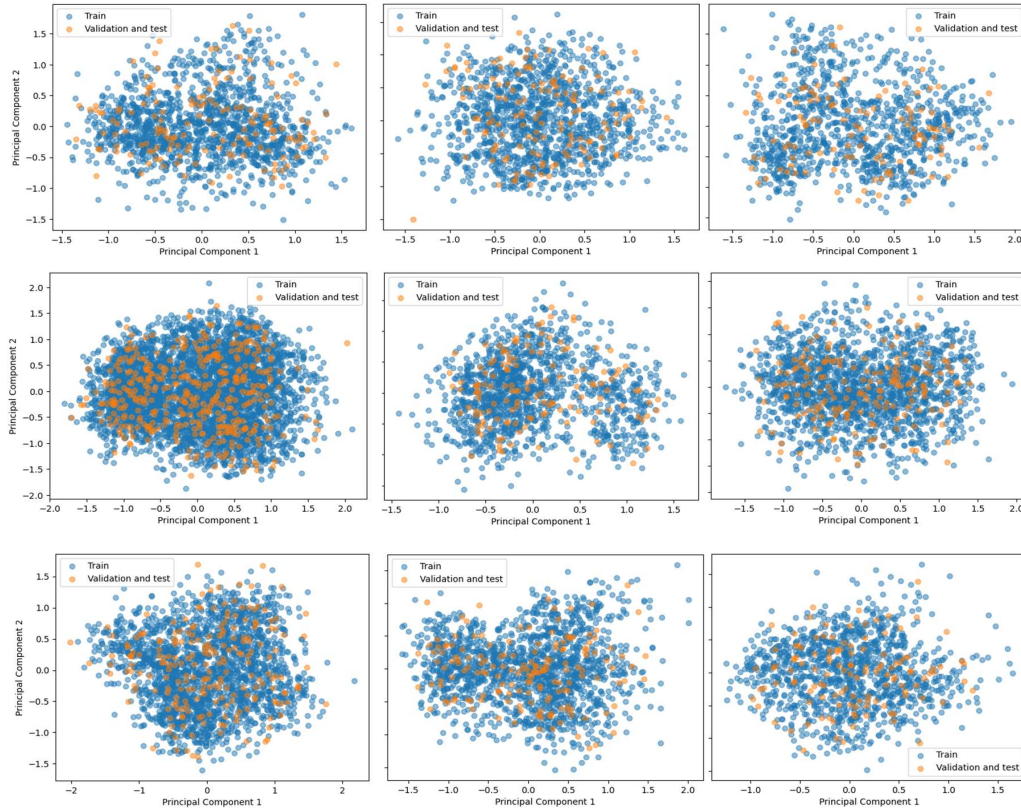 Train
Validation and test
1.5
1.0
0.5
0.0
−0.5
−1.0
−1.5
Principal Component 2
−1.5 −1.0 −0.5 0.0 0.5 1.0 1.5
Principal Component 1
Train
Validation and test
−1.5 −1.0 −0.5 0.0 0.5 1.0 1.5
Principal Component 1
Train
Validation and test
−1.5 −1.0 −0.5 0.0 0.5 1.0 1.5 2.0
Principal Component 1
Train
Validation and test
2.0
1.5
1.0
0.5
0.0
−0.5
−1.0
−1.5
−2.0
Principal Component 2
−2.0 −1.5 −1.0 −0.5 0.0 0.5 1.0 1.5 2.0
Principal Component 1
Train
Validation and test
−1.5 −1.0 −0.5 0.0 0.5 1.0 1.5
Principal Component 1
Train
Validation and test
−1.5 −1.0 −0.5 0.0 0.5 1.0 1.5 2.0
Principal Component 1
Train
Validation and test
1.5
1.0
0.5
0.0
−0.5
−1.0
−1.5
Principal Component 2
−2 −1 0 1 2
Principal Component 1
Train
Validation and test
−1.5 −1.0 −0.5 0.0 0.5 1.0 1.5 2.0
Principal Component 1
Train
Validation and test
−1.0 −0.5 0.0 0.5 1.0 1.5
Principal Component 1